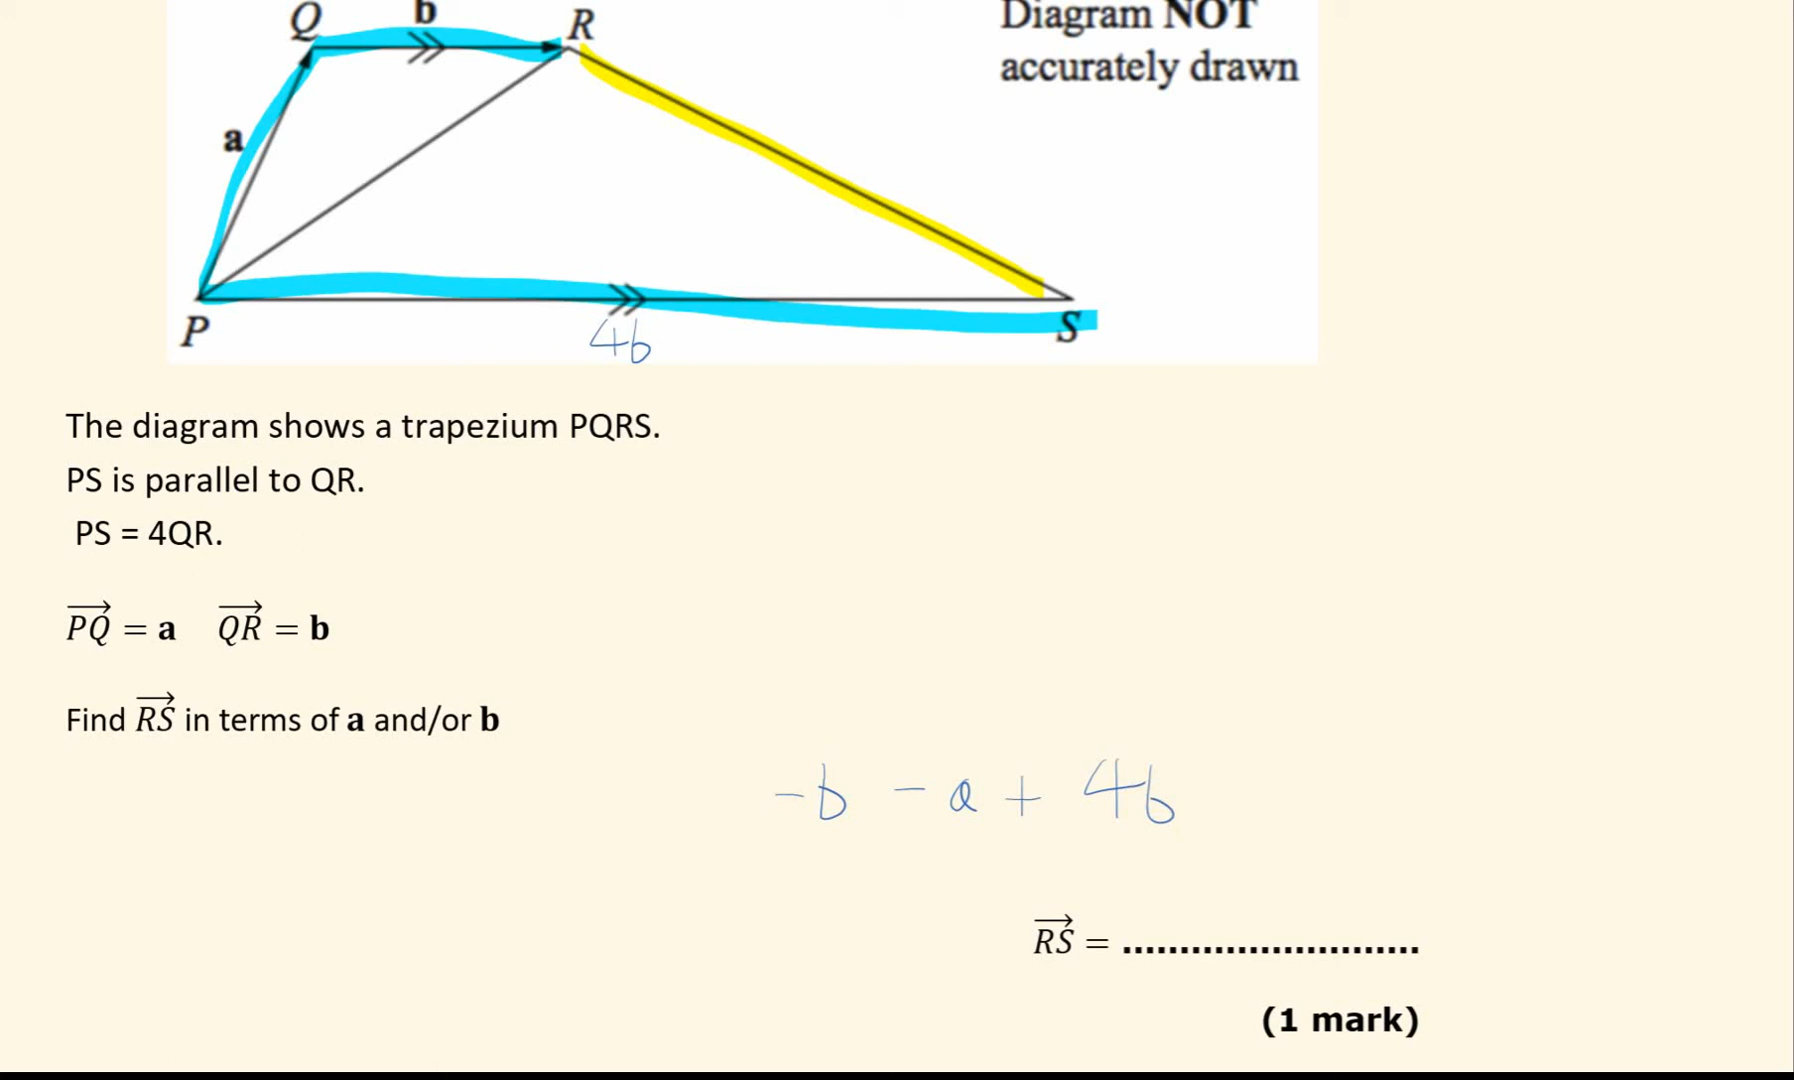 Q b R Diagram NOT
accurately drawn
a
P 4b S
The diagram shows a trapezium PQRS.
PS is parallel to QR.
PS = 4QR.
PQ = a QR = b
Find RS in terms of a and/or b
-b - a + 4b
RS = ..........................
(1 mark)